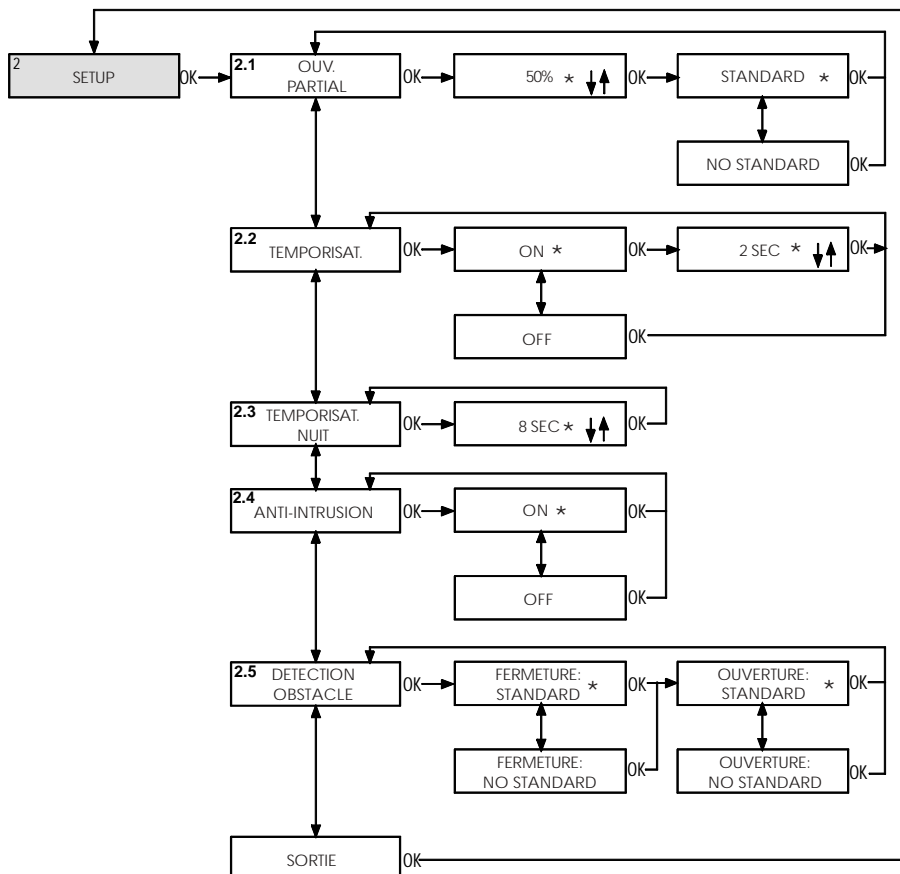 2
SETUP
OK
2.1
OUV.
PARTIAL
OK
50% *
OK
STANDARD *
OK
NO STANDARD
OK
2.2
TEMPORISAT.
OK
ON *
OK
2 SEC *
OK
OFF
OK
2.3
TEMPORISAT.
NUIT
OK
8 SEC *
OK
2.4
ANTI-INTRUSION
OK
ON *
OK
OFF
OK
2.5
DETECTION
OBSTACLE
OK
FERMETURE:
STANDARD *
OK
OUVERTURE:
STANDARD *
OK
FERMETURE:
NO STANDARD
OK
OUVERTURE:
NO STANDARD
OK
SORTIE
OK